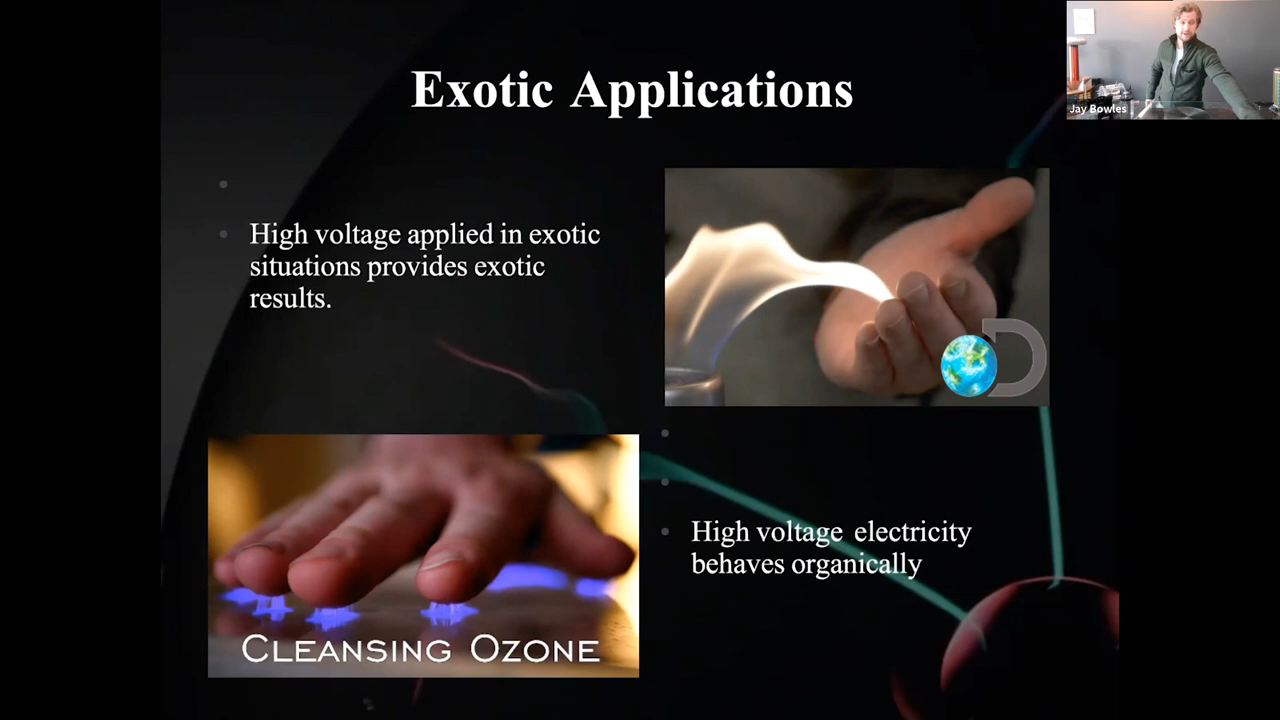 Exotic Applications
Jay Bowles
High voltage applied in exotic
situations provides exotic
results.
CLEANSING OZONE
High voltage electricity
behaves organically